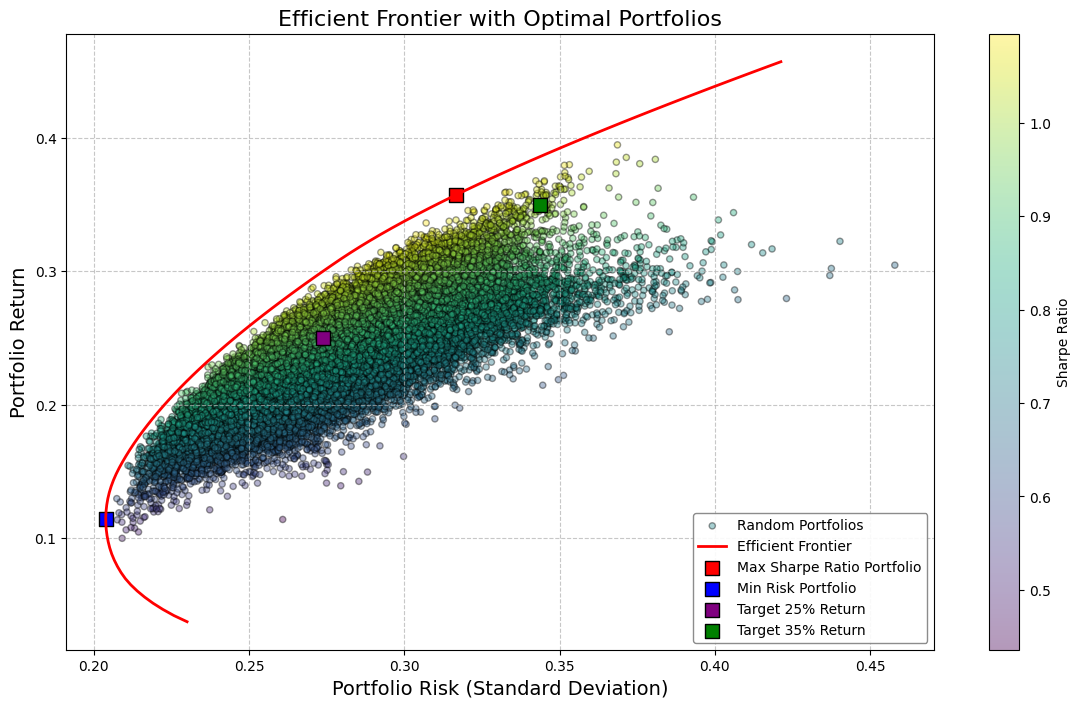 Efficient Frontier with Optimal Portfolios
Portfolio Return
0.4
0.3
0.2
0.1
0.20
0.25
0.30
0.35
0.40
0.45
Portfolio Risk (Standard Deviation)
Random Portfolios
Efficient Frontier
Max Sharpe Ratio Portfolio
Min Risk Portfolio
Target 25% Return
Target 35% Return
1.0
0.9
0.8
0.7
0.6
0.5
Sharpe Ratio